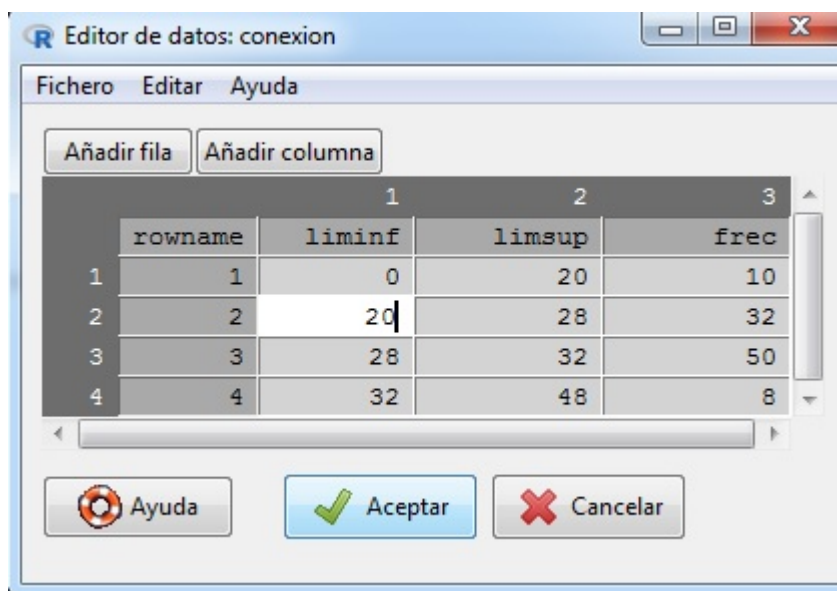 R Editor de datos: conexion
Fichero Editar Ayuda
Añadir fila Añadir columna
1 2 3
rowname liminf limsup frec
1 1 0 20 10
2 2 20 28 32
3 3 28 32 50
4 4 32 48 8
Ayuda Aceptar Cancelar